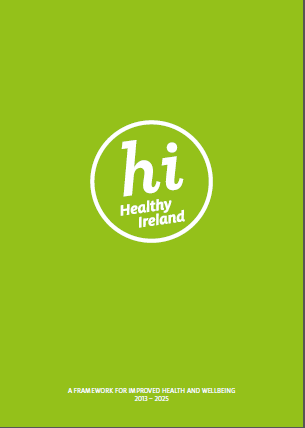 hi
Healthy
Ireland
A FRAMEWORK FOR IMPROVED HEALTH AND WELLBEING
2013 – 2025